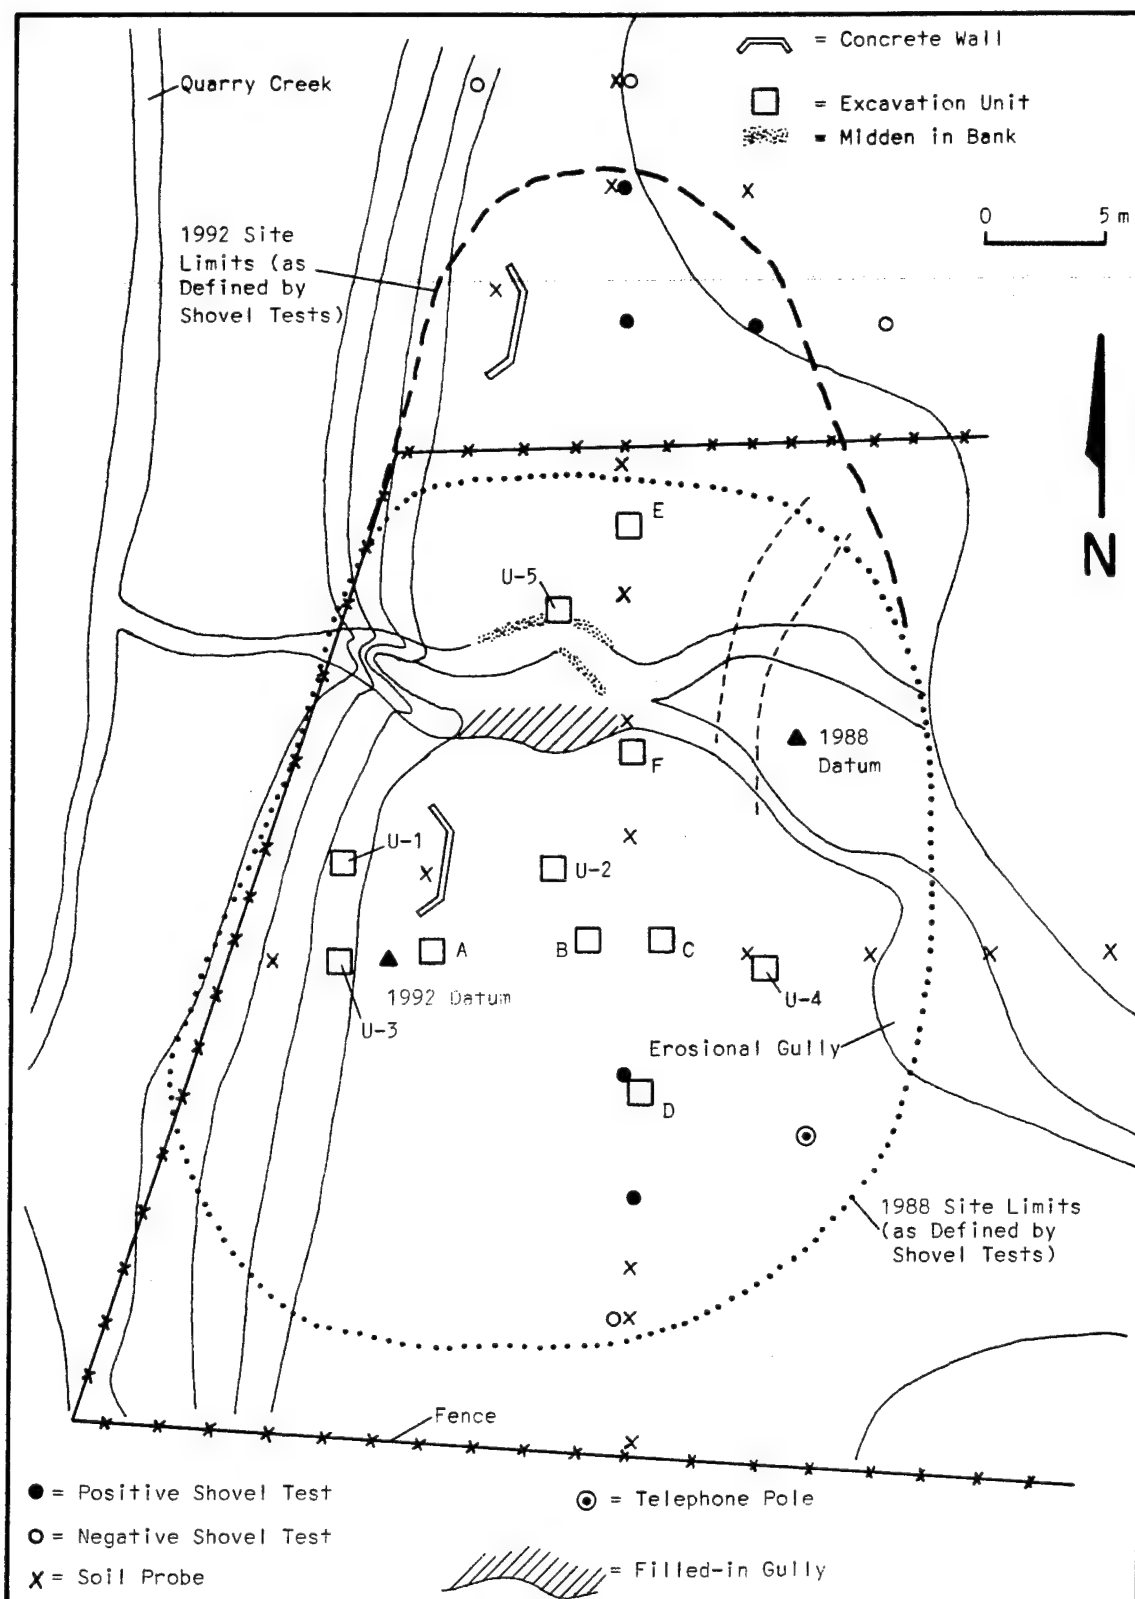 = Concrete Wall
Quarry Creek
= Excavation Unit
= Midden in Bank
0 5 m
1992 Site
Limits (as
Defined by
Shovel Tests)
N
E
U-5
1988
Datum
F
U-1
U-2
A
B
C
1992 Datum
U-3
U-4
Erosional Gully
D
1988 Site Limits
(as Defined by
Shovel Tests)
Fence
= Positive Shovel Test
= Telephone Pole
= Negative Shovel Test
= Soil Probe
= Filled-in Gully